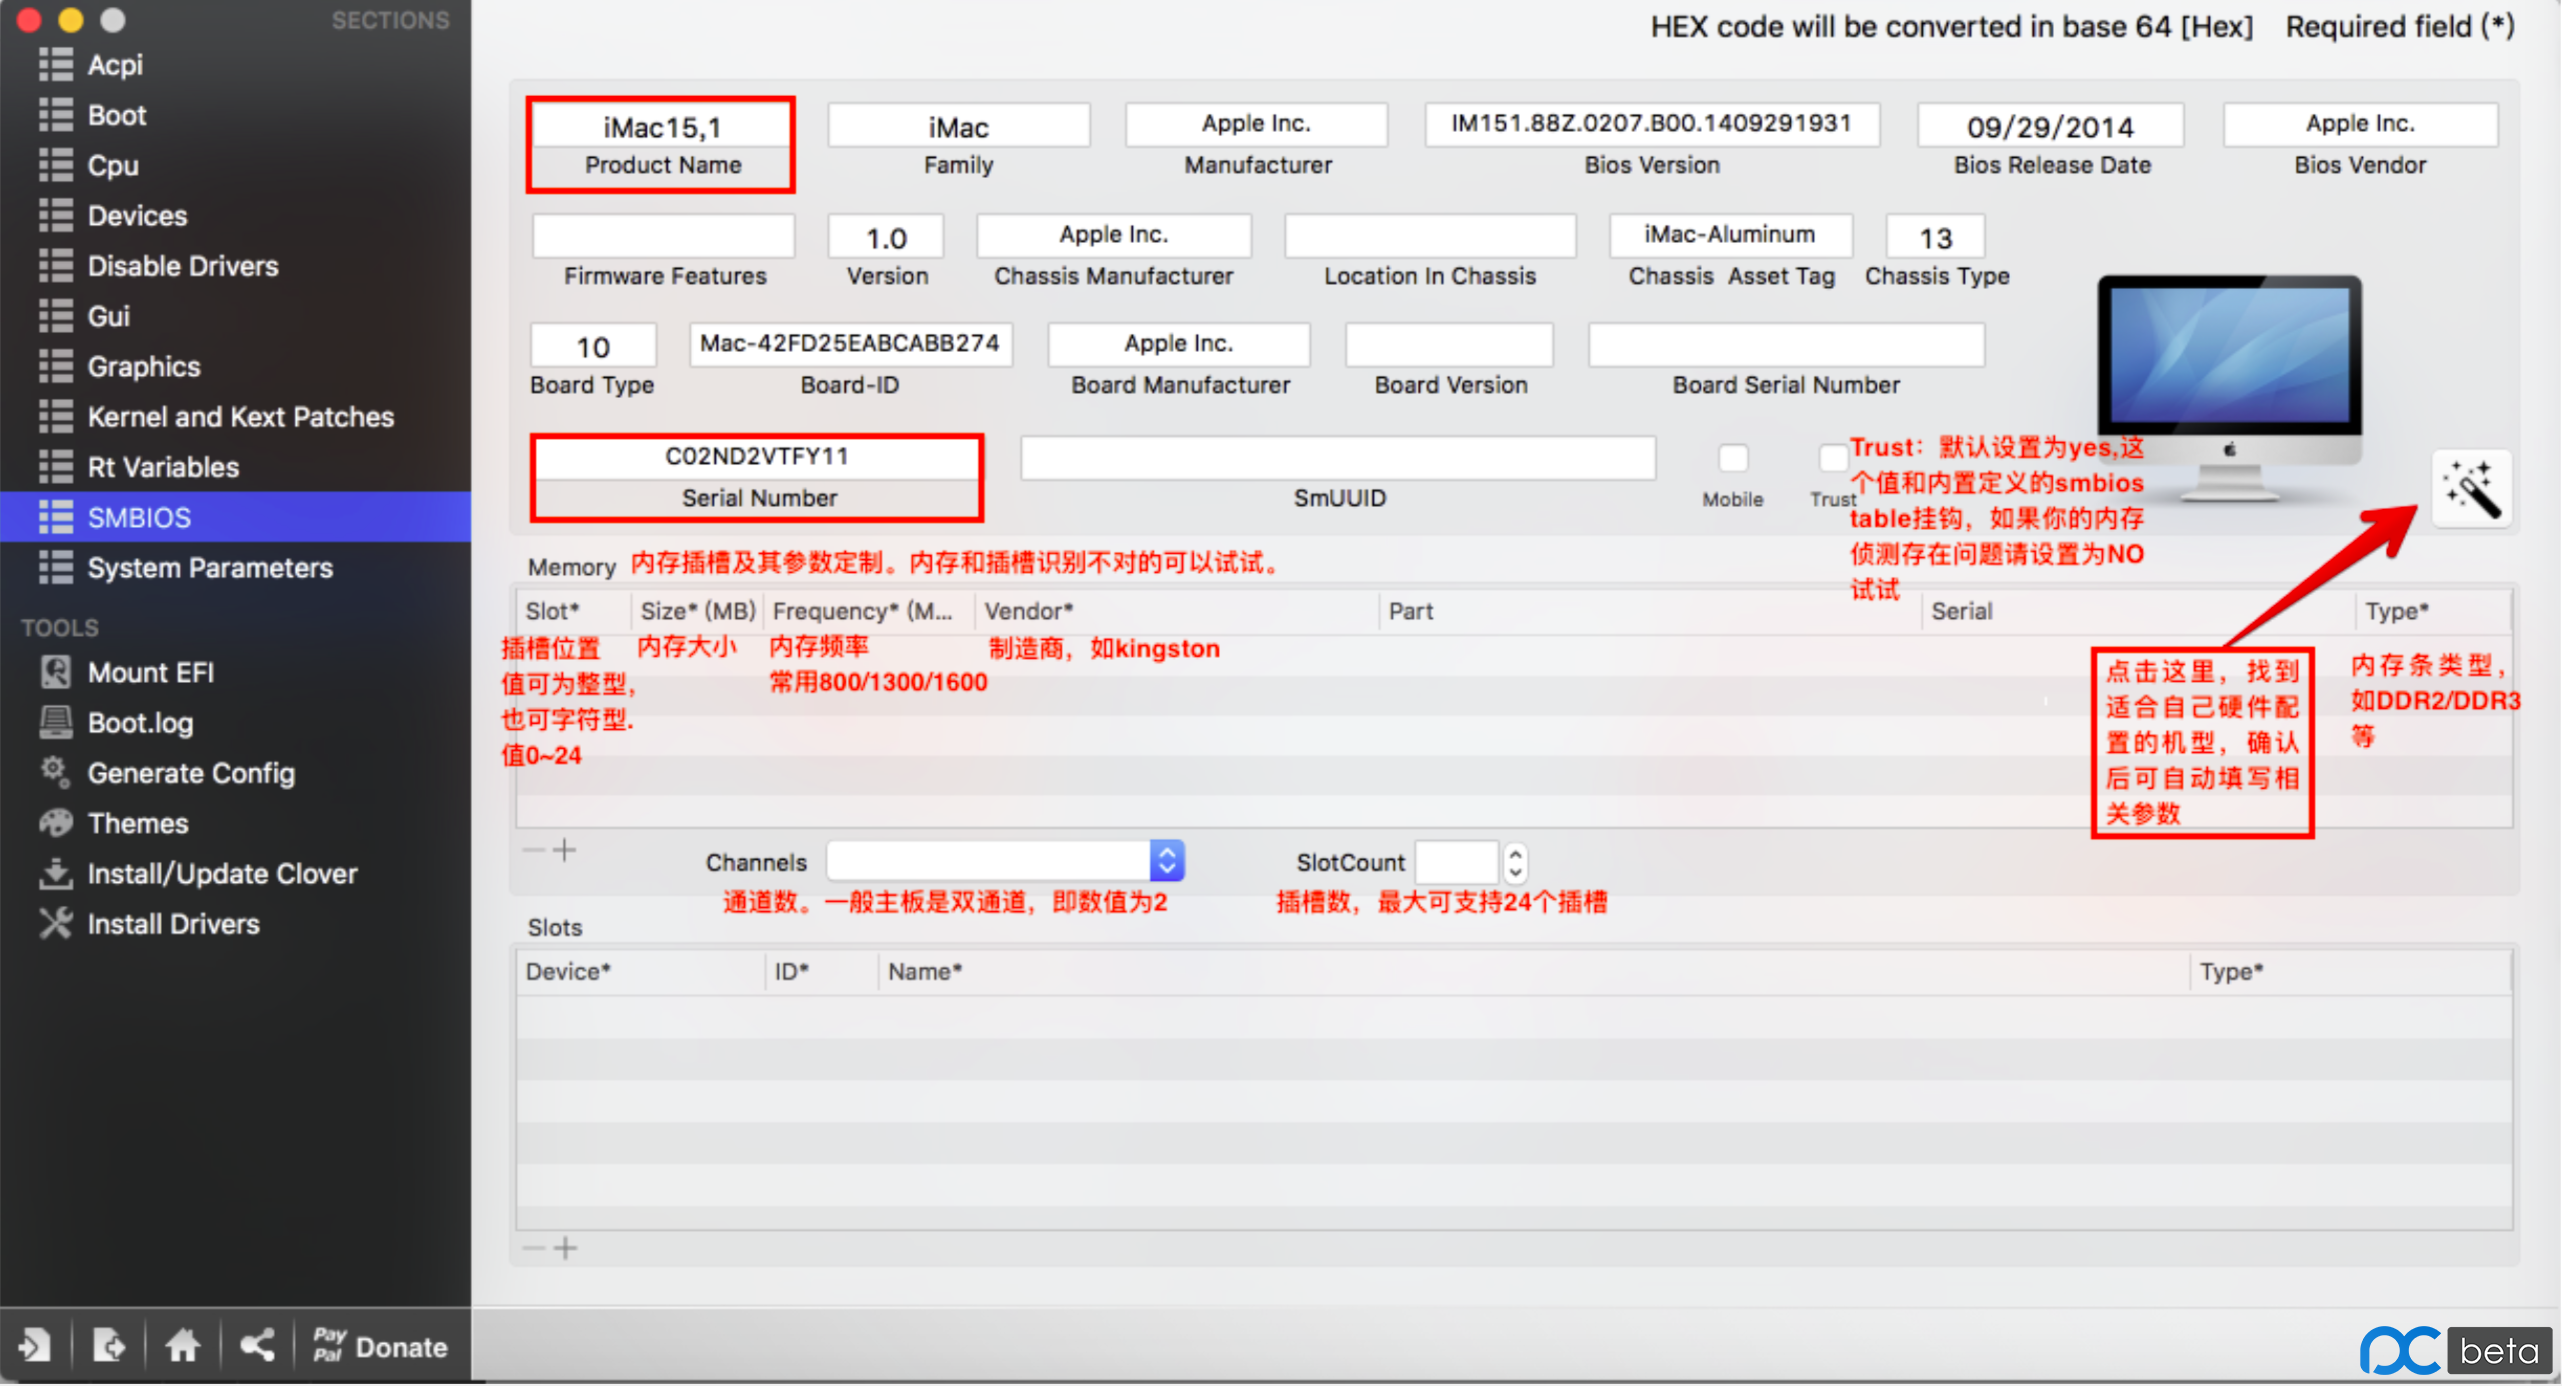 SECTIONS
Acpi
Boot
Cpu
Devices
Disable Drivers
Gui
Graphics
Kernel and Kext Patches
Rt Variables
SMBIOS
System Parameters
TOOLS
Mount EFI
Boot.log
Generate Config
Themes
Install/Update Clover
Install Drivers
Pay
Pal
Donate
HEX code will be converted in base 64 [Hex] Required field (*)
iMac15,1
Product Name
iMac
Family
Apple Inc.
Manufacturer
IM151.88Z.0207.B00.1409291931
Bios Version
09/29/2014
Bios Release Date
Apple Inc.
Bios Vendor
Firmware Features
1.0
Version
Apple Inc.
Chassis Manufacturer
Location In Chassis
iMac-Aluminum
Chassis Asset Tag
13
Chassis Type
10
Board Type
Mac-42FD25EABCABB274
Board-ID
Apple Inc.
Board Manufacturer
Board Version
Board Serial Number
C02ND2VTFY11
Serial Number
SmUUID
Mobile
Trust
Trust：默认设置为yes,这
个值和内置定义的smbios
table挂钩，如果你的内存
侦测存在问题请设置为NO
试试
Memory
内存插槽及其参数定制。内存和插槽识别不对的可以试试。
Slot*
Size* (MB)
Frequency* (M...
Vendor*
Part
Serial
Type*
插槽位置
值可为整型,
也可字符型.
值0~24
内存大小
内存频率
常用800/1300/1600
制造商，如kingston
点击这里，找到
适合自己硬件配
置的机型，确认
后可自动填写相
关参数
内存条类型，
如DDR2/DDR3
等
Channels
SlotCount
通道数。一般主板是双通道，即数值为2
插槽数，最大可支持24个插槽
Slots
Device*
ID*
Name*
Type*
pc beta